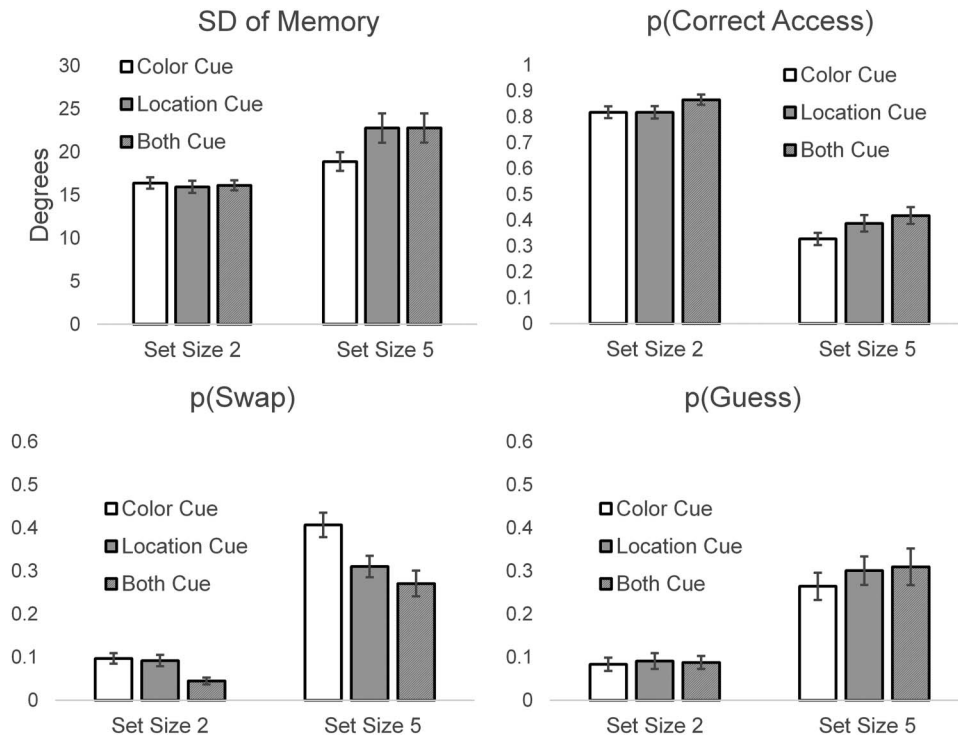 SD of Memory
30
25
20
15
10
5
0
Degrees
Color Cue
Location Cue
Both Cue
Set Size 2
Set Size 5
p(Correct Access)
1
0.9
0.8
0.7
0.6
0.5
0.4
0.3
0.2
0.1
0
Color Cue
Location Cue
Both Cue
Set Size 2
Set Size 5
p(Swap)
0.6
0.5
0.4
0.3
0.2
0.1
0
Color Cue
Location Cue
Both Cue
Set Size 2
Set Size 5
p(Guess)
0.6
0.5
0.4
0.3
0.2
0.1
0
Color Cue
Location Cue
Both Cue
Set Size 2
Set Size 5